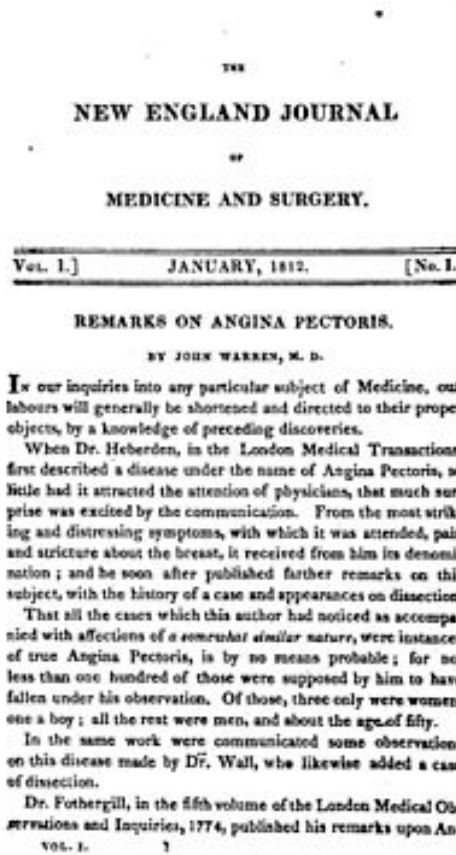 THE
NEW ENGLAND JOURNAL
OF
MEDICINE AND SURGERY.
VOL. I.] JANUARY, 1812. [NO. I.
REMARKS ON ANGINA PECTORIS.
BY JOHN WARREN, M. D.
IN our inquiries into any particular subject of Medicine, ou
labours will generally be shortened and directed to their prope
objects, by a knowledge of preceding discoveries.
When Dr. Heberden, in the London Medical Transactions
first described a disease under the name of Angina Pectoris, s
little had it attracted the attention of physicians, that much sur
prise was excited by the communication. From the most strik
ing and distressing symptoms, with which it was attended, pai
and stricture about the breast, it received from him its denomi
nation ; and he soon after published farther remarks on thi
subject, with the history of a case and appearances on dissection
That all the cases which this author had noticed as accompa
nied with affections of a somewhat similar nature, were instance
of true Angina Pectoris, is by no means probable ; for no
less than one hundred of those were supposed by him to hav
fallen under his observation. Of those, three only were women
one a boy ; all the rest were men, and about the age of fifty.
In the same work were communicated some observation
on this disease made by Dr. Wall, who likewise added a cas
of dissection.
Dr. Fothergill, in the fifth volume of the London Medical Ob
servations and Inquiries, 1774, published his remarks upon An
VOL. I. 1